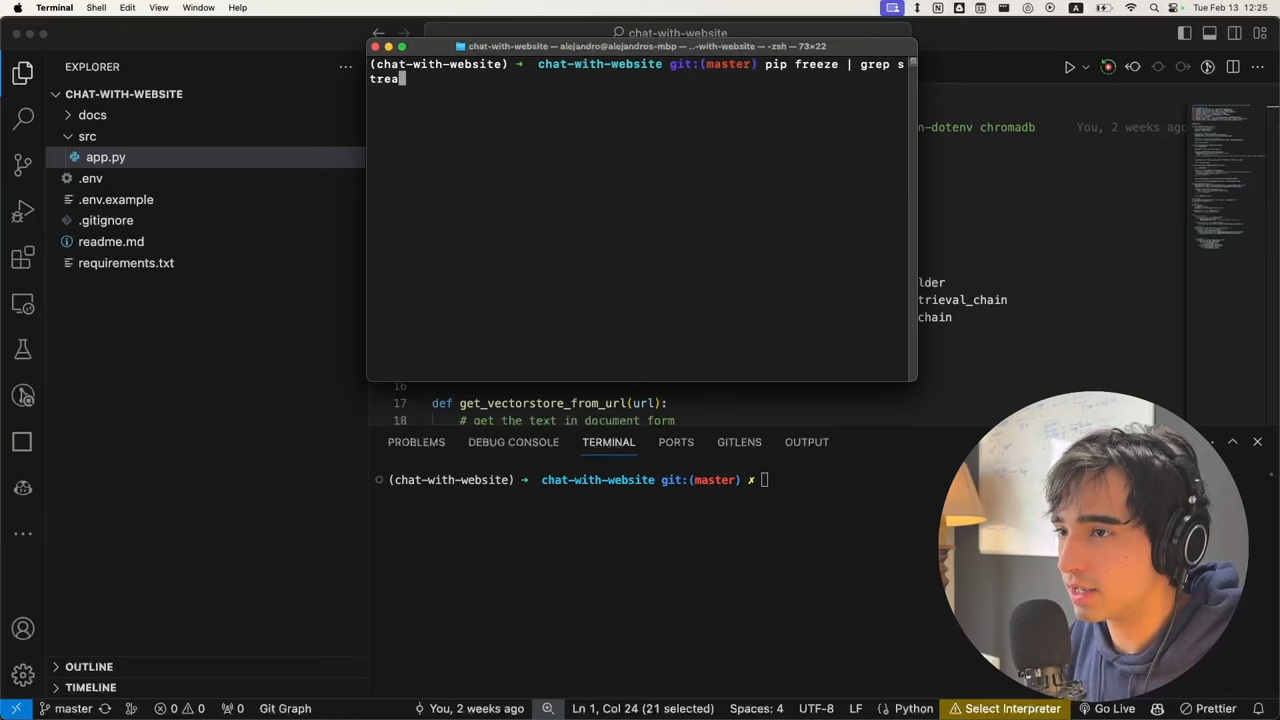 Terminal Shell Edit View Window Help
A Tue Feb 13 12:25
chat-with-website
chat-with-website — alejandro@alejandros-mbp — ..-with-website — -zsh — 73×22
(chat-with-website) → chat-with-website git:(master) pip freeze | grep s
trea
EXPLORER
CHAT-WITH-WEBSITE
docs
src
app.py
.env
.env.example
.gitignore
readme.md
requirements.txt
OUTLINE
TIMELINE
n-dotenv chromadb You, 2 weeks ago
lder
trieval_chain
chain
16
17 def get_vectorstore_from_url(url):
18 # get the text in document form
PROBLEMS DEBUG CONSOLE TERMINAL PORTS GITLENS OUTPUT
(chat-with-website) → chat-with-website git:(master) ✗
master 0 0 0 Git Graph You, 2 weeks ago Ln 1, Col 24 (21 selected) Spaces: 4 UTF-8 LF Python Select Interpreter Go Live Prettier